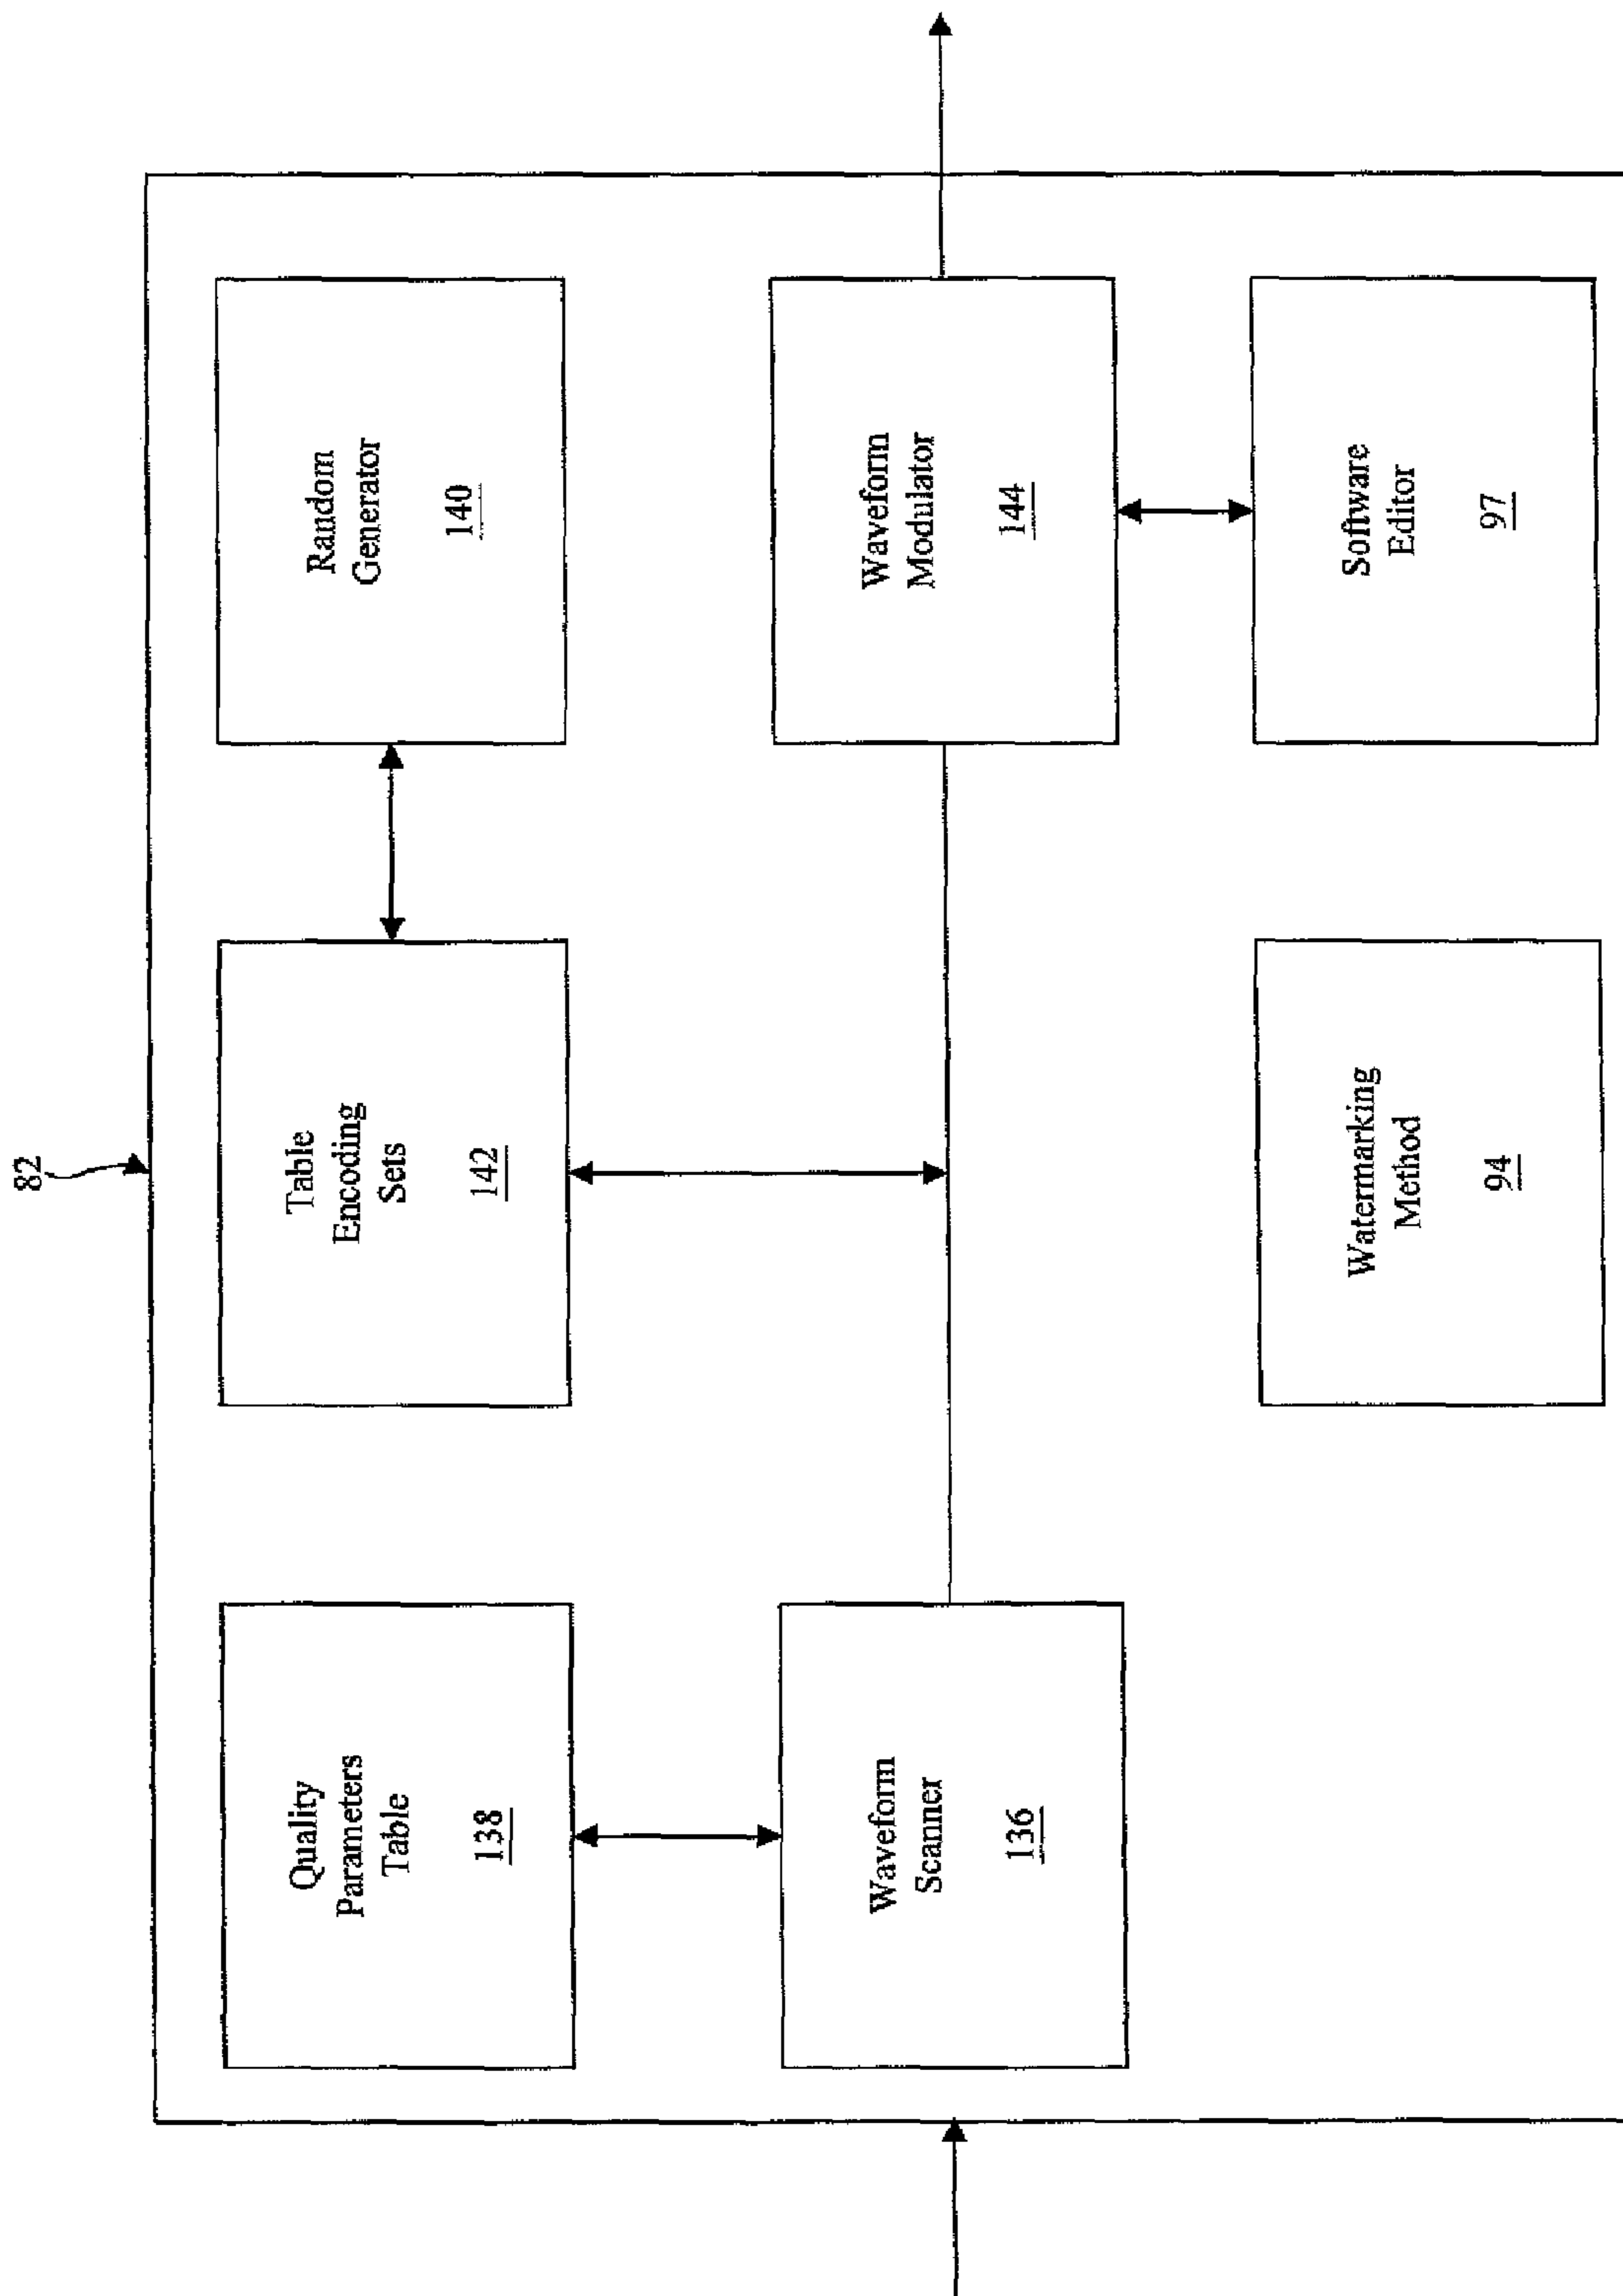 82
Quality
Parameters
Table
138
Table
Encoding
Sets
142
Random
Generator
140
Waveform
Scanner
136
Waveform
Modulator
144
Watermarking
Method
94
Software
Editor
97